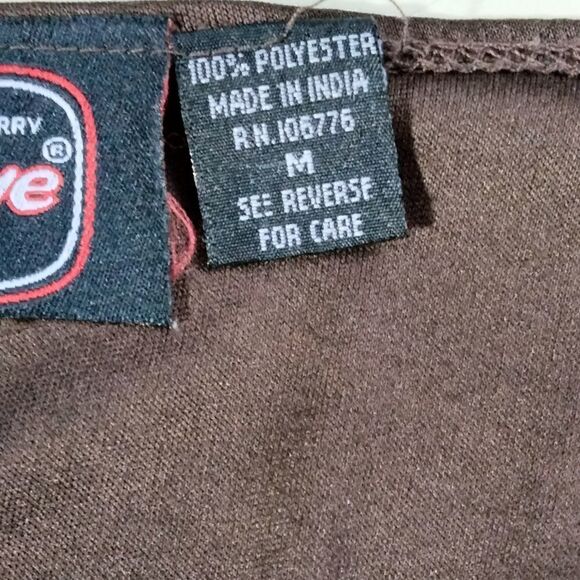 RRY
ve®
100% POLYESTER
MADE IN INDIA
R.N.106776
M
SEE REVERSE
FOR CARE